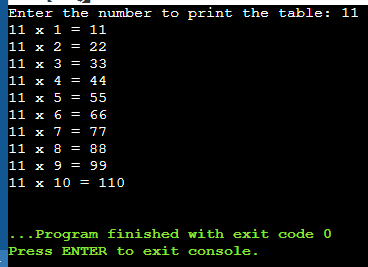 Enter the number to print the table: 11
11 x 1 = 11
11 x 2 = 22
11 x 3 = 33
11 x 4 = 44
11 x 5 = 55
11 x 6 = 66
11 x 7 = 77
11 x 8 = 88
11 x 9 = 99
11 x 10 = 110
...Program finished with exit code 0
Press ENTER to exit console.